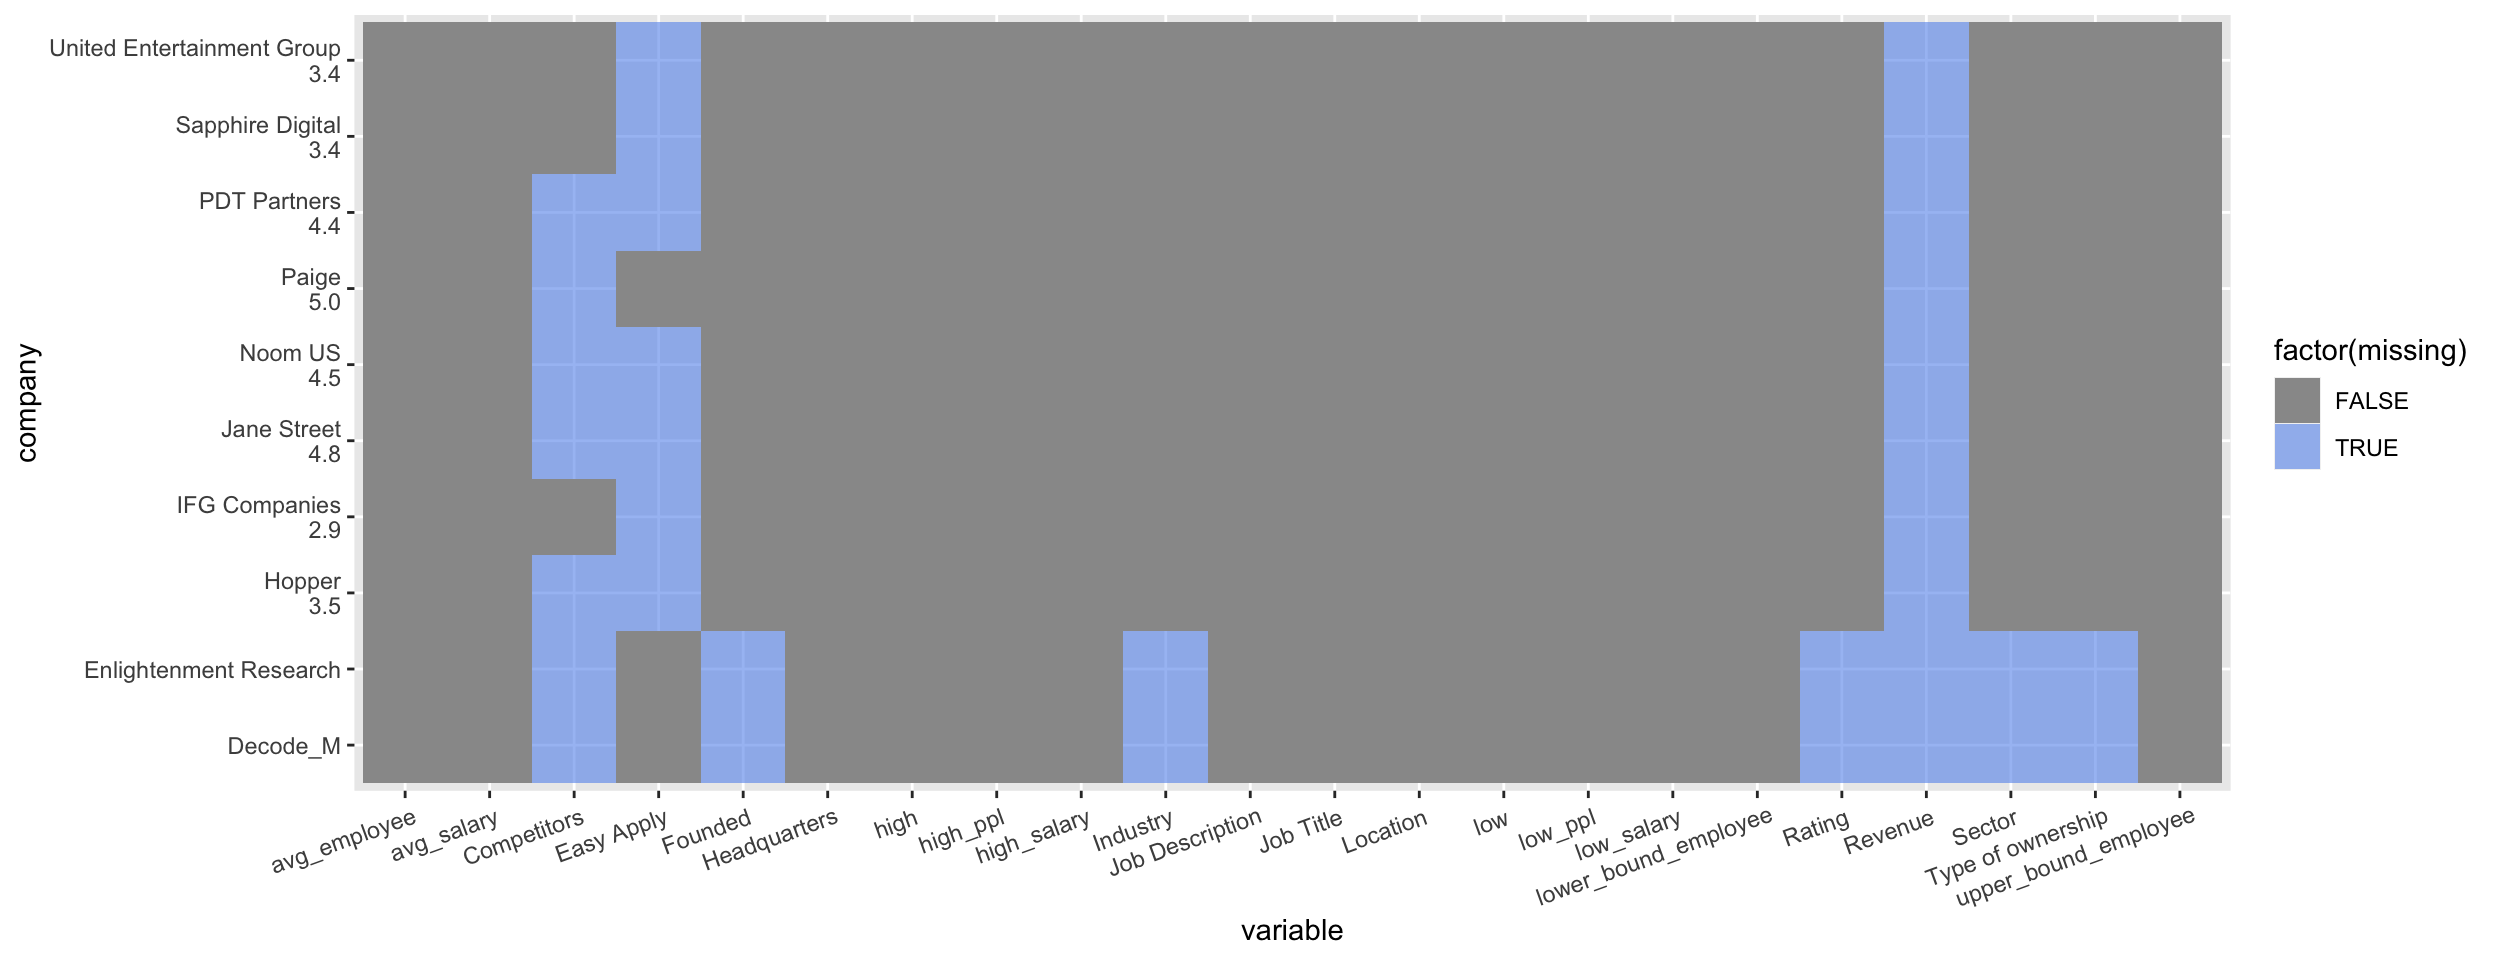 United Entertainment Group
3.4
Sapphire Digital
3.4
PDT Partners
4.4
Paige
5.0
Noom US
4.5
Jane Street
4.8
IFG Companies
2.9
Hopper
3.5
Enlightenment Research
Decode_M
company
avg_employee
avg_salary
Competitors
Easy Apply
Founded
Headquarters
high
high_ppl
high_salary
Industry
Job Description
Job Title
Location
low
low_ppl
low_salary
lower_bound_employee
Rating
Revenue
Sector
Type of ownership
upper_bound_employee
variable
factor(missing)
FALSE
TRUE